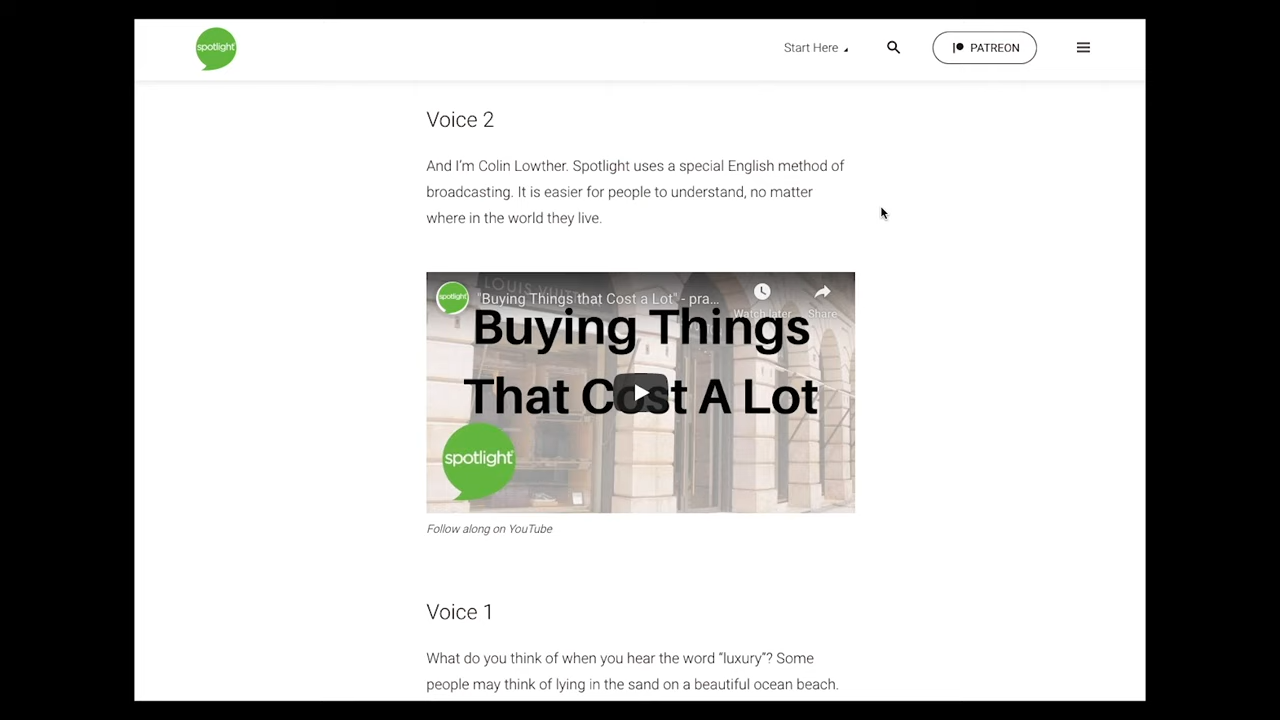 spotlight
Start Here
PATREON
Voice 2
And I'm Colin Lowther. Spotlight uses a special English method of
broadcasting. It is easier for people to understand, no matter
where in the world they live.
LOUIS VUITT
spotlight
"Buying Things that Cost a Lot" - pra...
Watch later
Share
Buying Things
That Cost A Lot
spotlight
Follow along on YouTube
Voice 1
What do you think of when you hear the word “luxury”? Some
people may think of lying in the sand on a beautiful ocean beach.